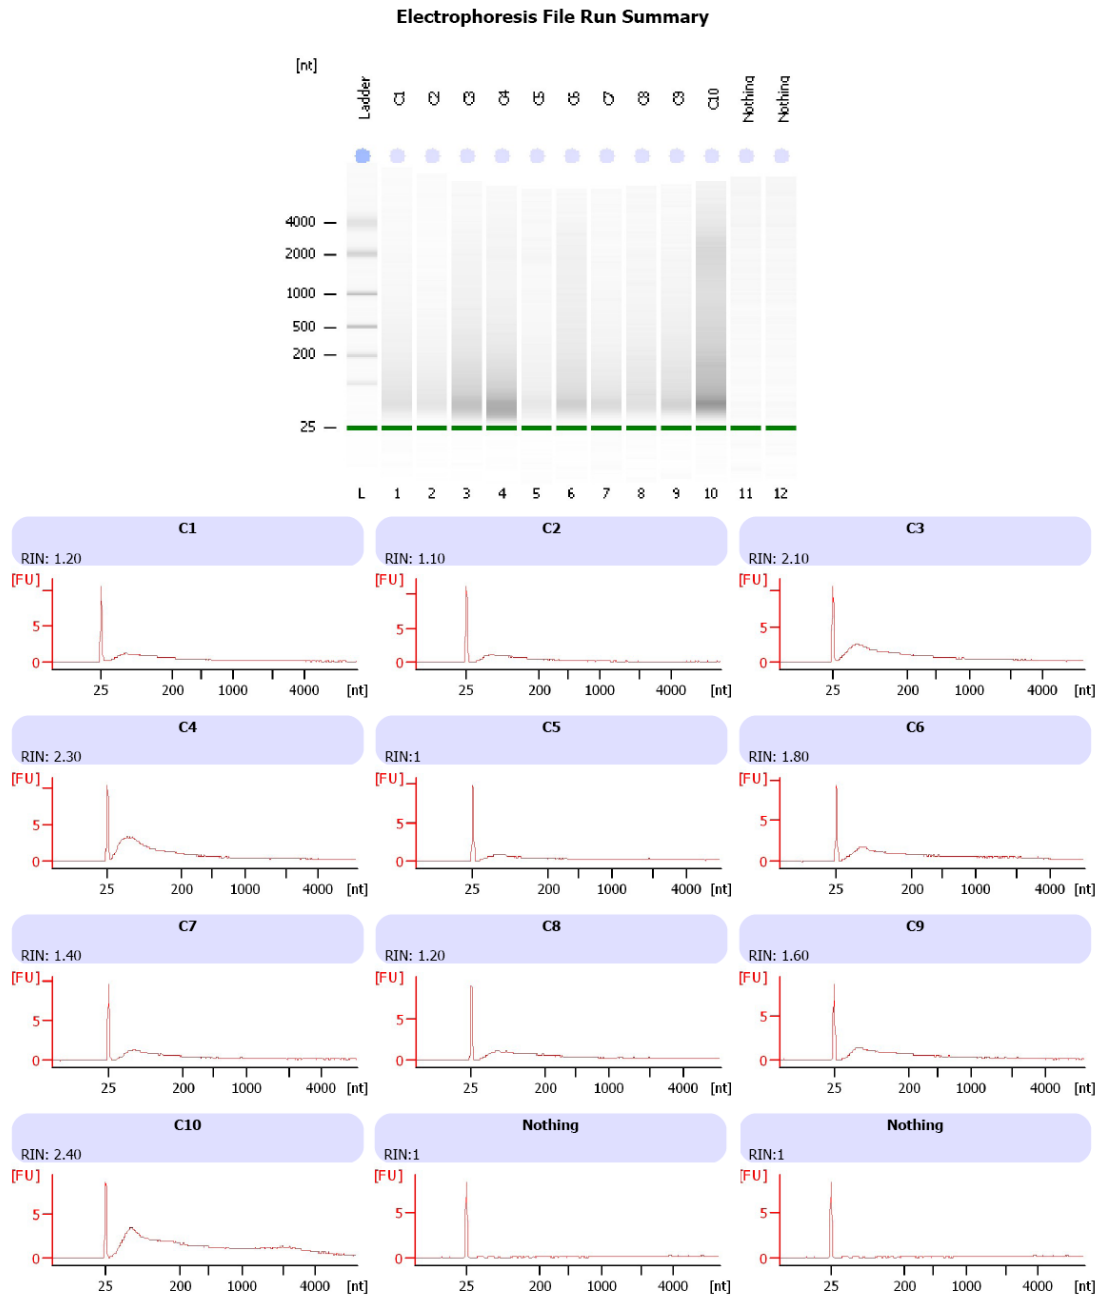 Electrophoresis File Run Summary
[nt]
Ladder C1 C2 C3 C4 C5 C6 C7 C8 C9 C10 Nothing Nothing
4000
2000
1000
500
200
25
L 1 2 3 4 5 6 7 8 9 10 11 12
C1 C2 C3
RIN: 1.20 RIN: 1.10 RIN: 2.10
[FU] [FU] [FU]
5 5 5
0 0 0
25 200 1000 4000 [nt] 25 200 1000 4000 [nt] 25 200 1000 4000 [nt]
C4 C5 C6
RIN: 2.30 RIN:1 RIN: 1.80
[FU] [FU] [FU]
5 5 5
0 0 0
25 200 1000 4000 [nt] 25 200 1000 4000 [nt] 25 200 1000 4000 [nt]
C7 C8 C9
RIN: 1.40 RIN: 1.20 RIN: 1.60
[FU] [FU] [FU]
5 5 5
0 0 0
25 200 1000 4000 [nt] 25 200 1000 4000 [nt] 25 200 1000 4000 [nt]
C10 Nothing Nothing
RIN: 2.40 RIN:1 RIN:1
[FU] [FU] [FU]
5 5 5
0 0 0
25 200 1000 4000 [nt] 25 200 1000 4000 [nt] 25 200 1000 4000 [nt]